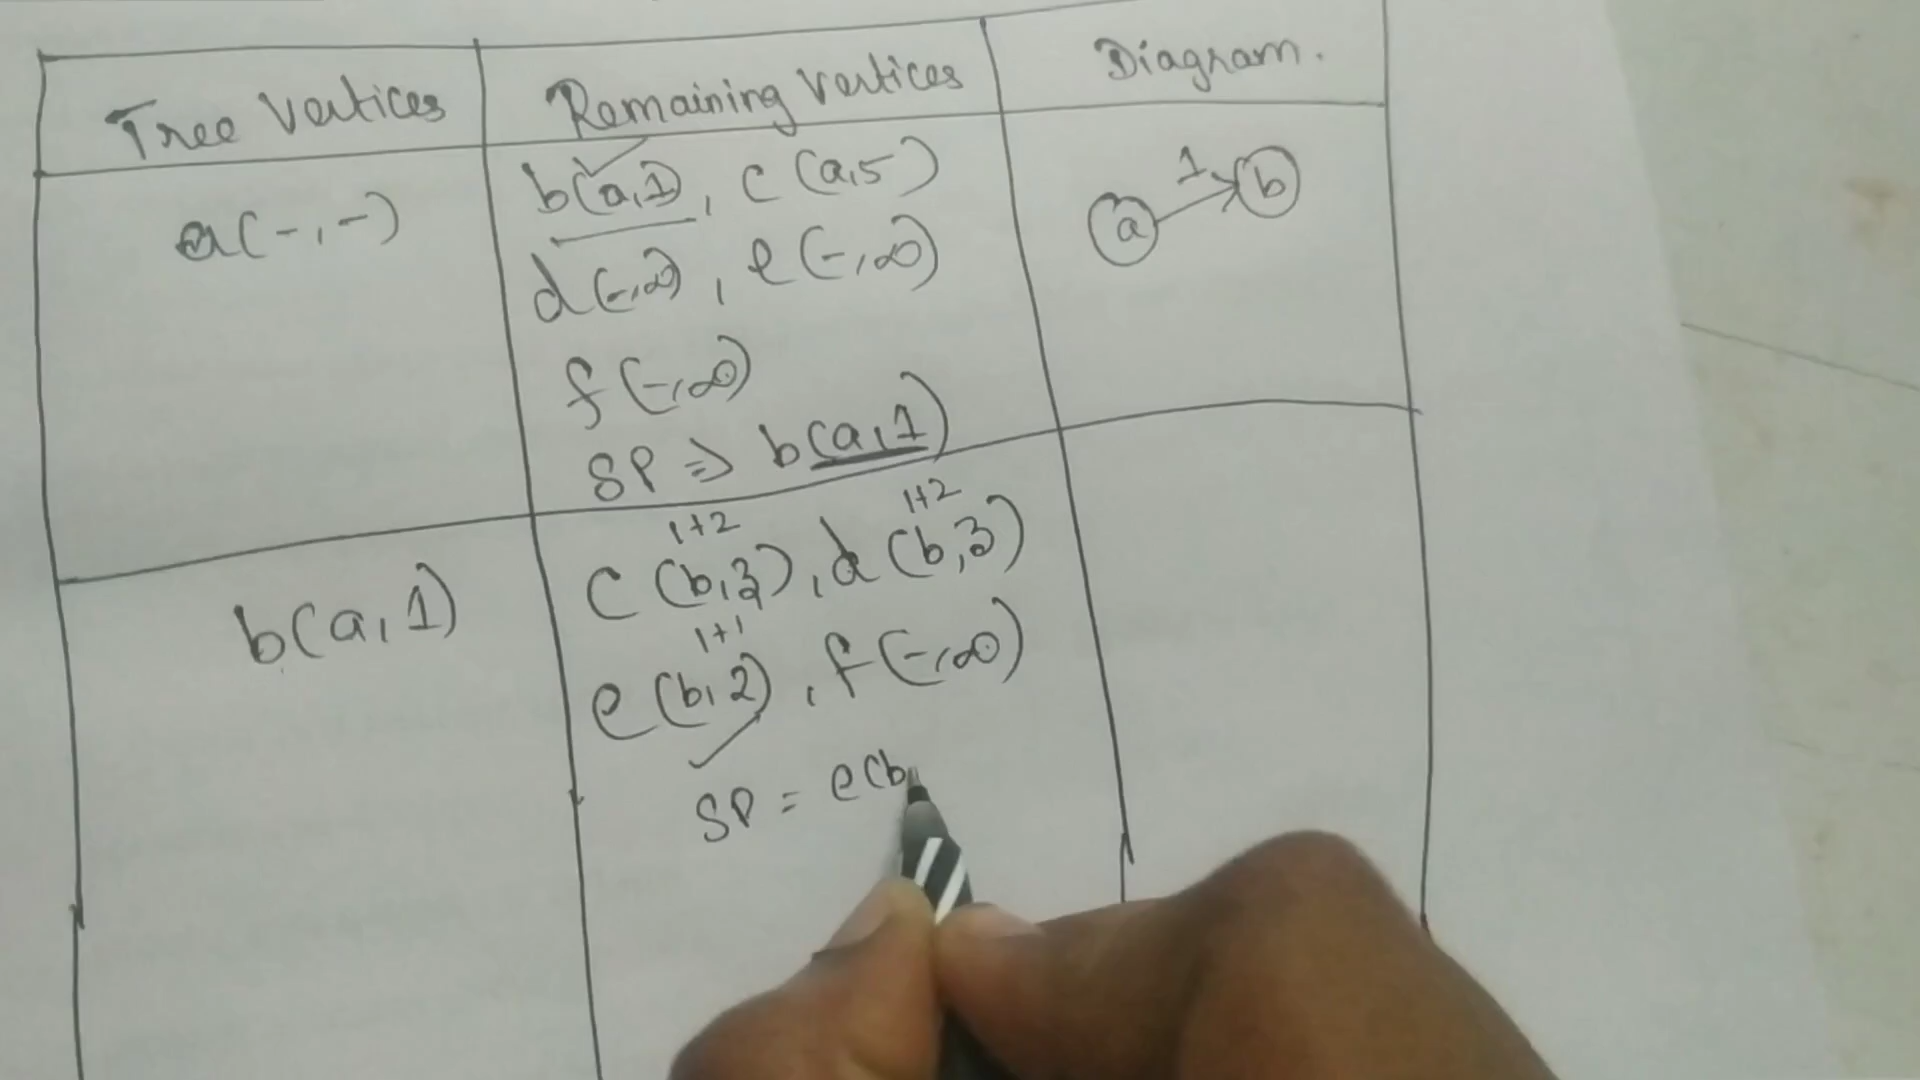 Tree Vertices
Remaining Vertices
Diagram.
a(-,-)
b(a,1), c(a,5)
d(-,∞), e(-,∞)
f(-,∞)
SP ⇒ b(a,1)
1
a
b
b(a,1)
1+2
1+2
c(b,3), d(b,3)
1+1
e(b,2), f(-,∞)
SP = e(b